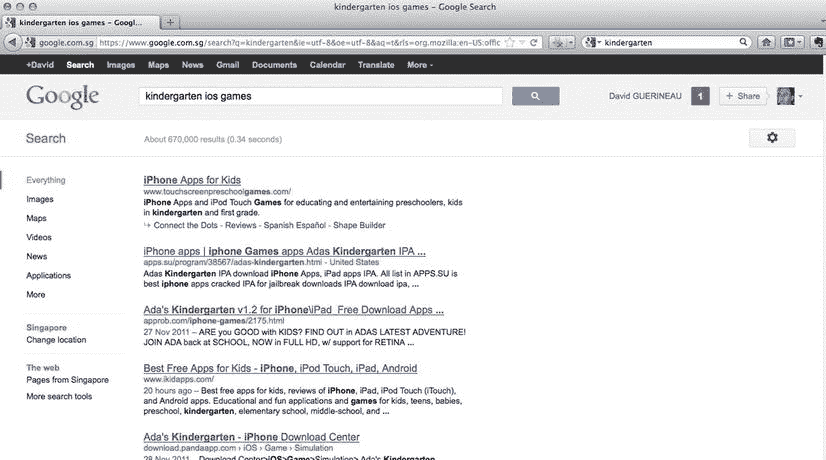 kindergarten ios games – Google Search
kindergarten ios games – Googl...
google.com.sg https://www.google.com.sg/search?q=kindergarten&ie=utf-8&oe=utf-8&aq=t&rls=org.mozilla:en-US:offic
kindergarten
+David Search Images Maps News Gmail Documents Calendar Translate More
Google
kindergarten ios games
David GUERINEAU 1 + Share
Search
About 670,000 results (0.34 seconds)
Everything
Images
Maps
Videos
News
Applications
More
Singapore
Change location
The web
Pages from Singapore
More search tools
iPhone Apps for Kids
www.touchscreenpreschoolgames.com/
iPhone Apps and iPod Touch Games for educating and entertaining preschoolers, kids
in kindergarten and first grade.
Connect the Dots - Reviews - Spanish Español - Shape Builder
iPhone apps | iphone Games apps Adas Kindergarten IPA ...
apps.su/program/38567/adas-kindergarten.html - United States
Adas Kindergarten IPA download iPhone Apps, iPad apps IPA. All list in APPS.SU is
best iphone apps cracked IPA for jailbreak downloads IPA download ipa, ...
Ada's Kindergarten v1.2 for iPhone\iPad Free Download Apps ...
approb.com/iphone-games/2175.html
27 Nov 2011 – ARE you GOOD with KIDS? FIND OUT in ADAS LATEST ADVENTURE!
JOIN ADA back at SCHOOL, NOW in FULL HD, w/ support for RETINA ...
Best Free Apps for Kids - iPhone, iPod Touch, iPad, Android
www.ikidapps.com/
20 hours ago – Best free apps for kids, reviews of iPhone, iPad, iPod Touch (iTouch),
and Android apps. Educational and fun applications and games for kids, teens, babies,
preschool, kindergarten, elementary school, middle-school, and ...
Ada's Kindergarten - iPhone Download Center
download.pandaapp.com › iOS › Game › Simulation
28 Nov 2011 – Download Center>iOS>Game>Simulation> Ada's Kindergarten